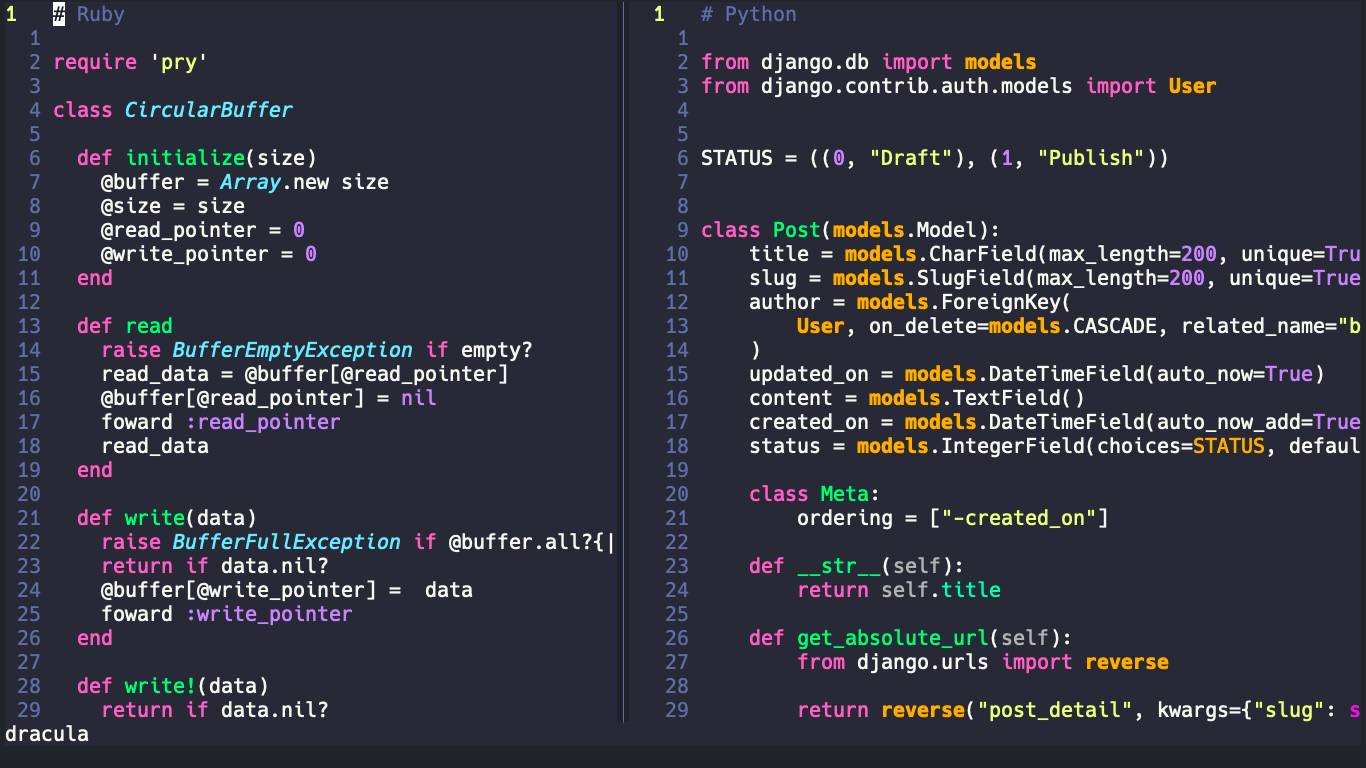 1 # Ruby
1
2 require 'pry'
3
4 class CircularBuffer
5
6 def initialize(size)
7 @buffer = Array.new size
8 @size = size
9 @read_pointer = 0
10 @write_pointer = 0
11 end
12
13 def read
14 raise BufferEmptyException if empty?
15 read_data = @buffer[@read_pointer]
16 @buffer[@read_pointer] = nil
17 foward :read_pointer
18 read_data
19 end
20
21 def write(data)
22 raise BufferFullException if @buffer.all?{|
23 return if data.nil?
24 @buffer[@write_pointer] =  data
25 foward :write_pointer
26 end
27
28 def write!(data)
29 return if data.nil?
1 # Python
1
2 from django.db import models
3 from django.contrib.auth.models import User
4
5
6 STATUS = ((0, "Draft"), (1, "Publish"))
7
8
9 class Post(models.Model):
10 title = models.CharField(max_length=200, unique=Tru
11 slug = models.SlugField(max_length=200, unique=True
12 author = models.ForeignKey(
13 User, on_delete=models.CASCADE, related_name="b
14 )
15 updated_on = models.DateTimeField(auto_now=True)
16 content = models.TextField()
17 created_on = models.DateTimeField(auto_now_add=True
18 status = models.IntegerField(choices=STATUS, defaul
19
20 class Meta:
21 ordering = ["-created_on"]
22
23 def __str__(self):
24 return self.title
25
26 def get_absolute_url(self):
27 from django.urls import reverse
28
29 return reverse("post_detail", kwargs={"slug": s
dracula